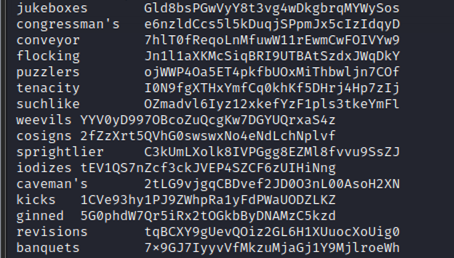 jukeboxes Gld8bsPGwVyY8t3vg4wDkgbrqMYWySos
congressman's e6nzldCcs5l5kDuqjSPpmJx5cIzIdqyD
conveyor 7hlT0fReqoLnMfuwW11rEwmCwFOIVYw9
flocking Jn1l1aXKMcSiqBRI9UTBAtSzdxJWqDkY
puzzlers ojWWP4Oa5ET4pkfbUOxMiThbwljn7COf
tenacity I0N9fgXTHxYmfCq0khKf5DHrj4Hp7zIj
suchlike OZmadvl6Iyz12xkefYzF1pls3tkeYmFl
weevils YYV0yD997OBcoZuQcgKw7DGYUQrxaS4z
cosigns 2fZzXrt5QVhG0swswxNo4eNdLchNplvf
sprightlier C3kUmLXolk8IVPGgg8EZMl8fvvu9SsZJ
iodizes tEV1QS7nZcf3ckJVEP4SZCF6zUIHiNng
caveman's 2tLG9vjgqCBDvef2JD0O3nL00AsoH2XN
kicks 1CVe93hy1PJ9ZWhpRa1yFdPWaUODZLKZ
ginned 5G0phdW7Qr5iRx2tOGkbByDNAMzC5kzd
revisions tqBCXY9gUevQOiz2GL6H1XUuocXoUig0
banquets 7×9GJ7IyyvVfMkzuMjaGj1Y9MjlroeWh